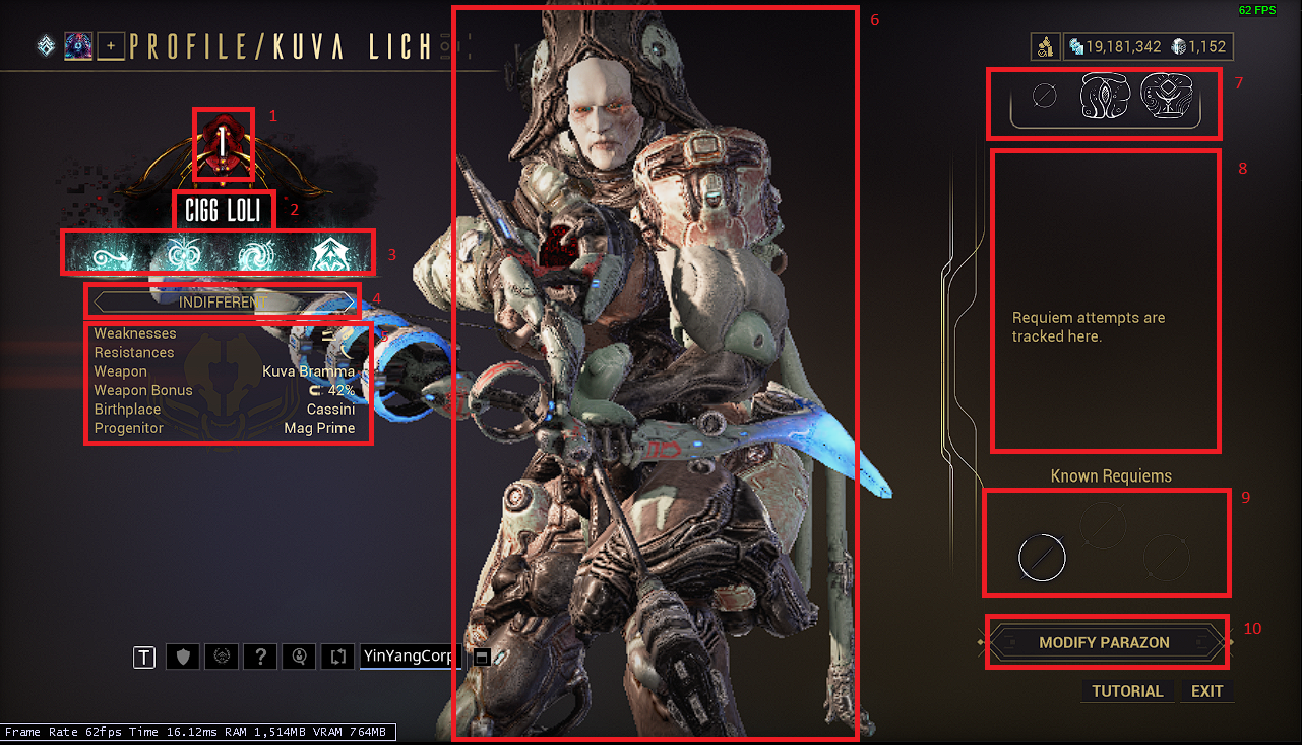 62 FPS
PROFILE/KUVA LICH
19,181,342 1,152
1
6
7
CIGG LOLI
2
8
3
INDIFFERENT
4
Weaknesses
Resistances
Weapon Kuva Bramma
Weapon Bonus 42%
Birthplace Cassini
Progenitor Mag Prime
Requiem attempts are
tracked here.
Known Requiems
9
MODIFY PARAZON
10
T ? YinYangCorp
TUTORIAL EXIT
Frame Rate 62fps Time 16.12ms RAM 1,514MB VRAM 764MB